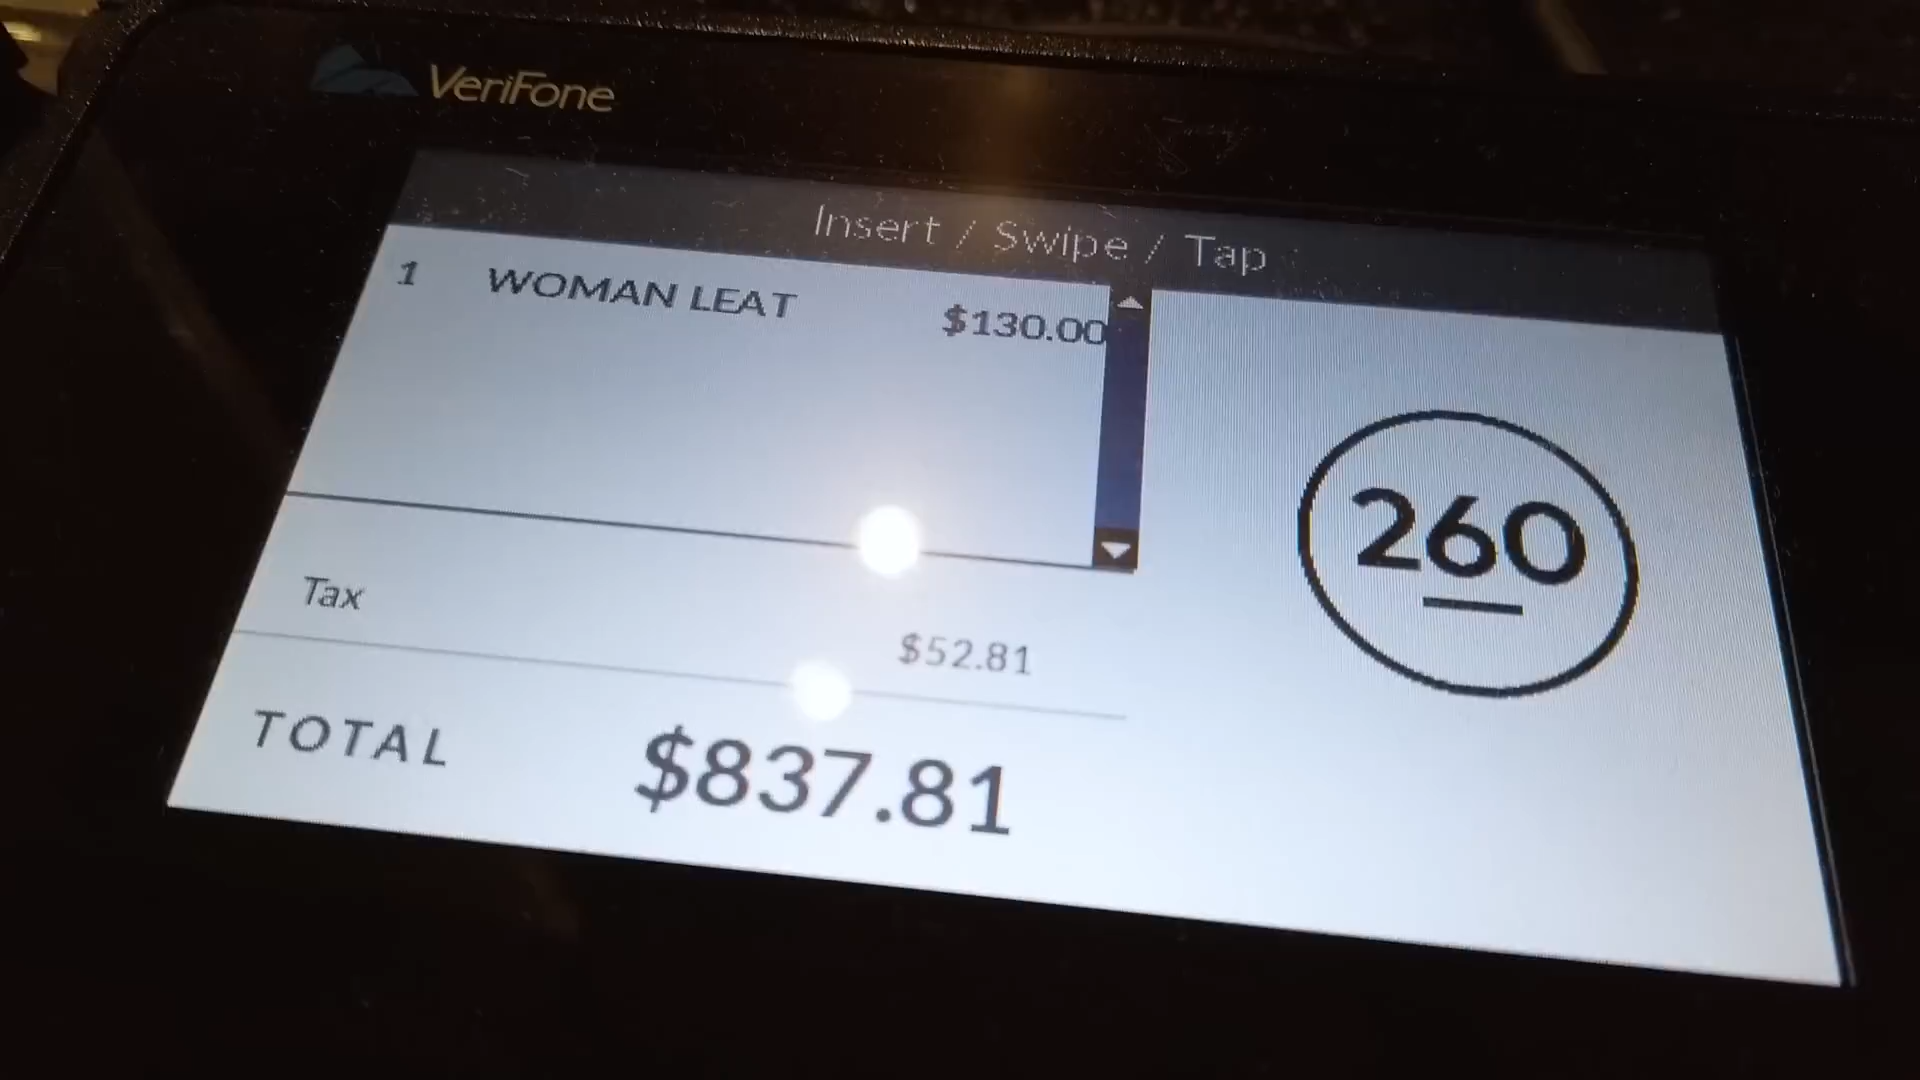 VeriFone
Insert / Swipe / Tap
1 WOMAN LEAT $130.00
260
Tax $52.81
TOTAL $837.81